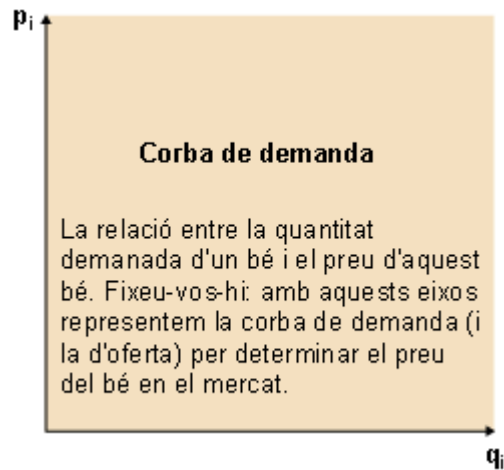 pi
Corba de demanda
La relació entre la quantitat
demanada d'un bé i el preu d'aquest
bé. Fixeu-vos-hi: amb aquests eixos
representem la corba de demanda (i
la d'oferta) per determinar el preu
del bé en el mercat.
qi